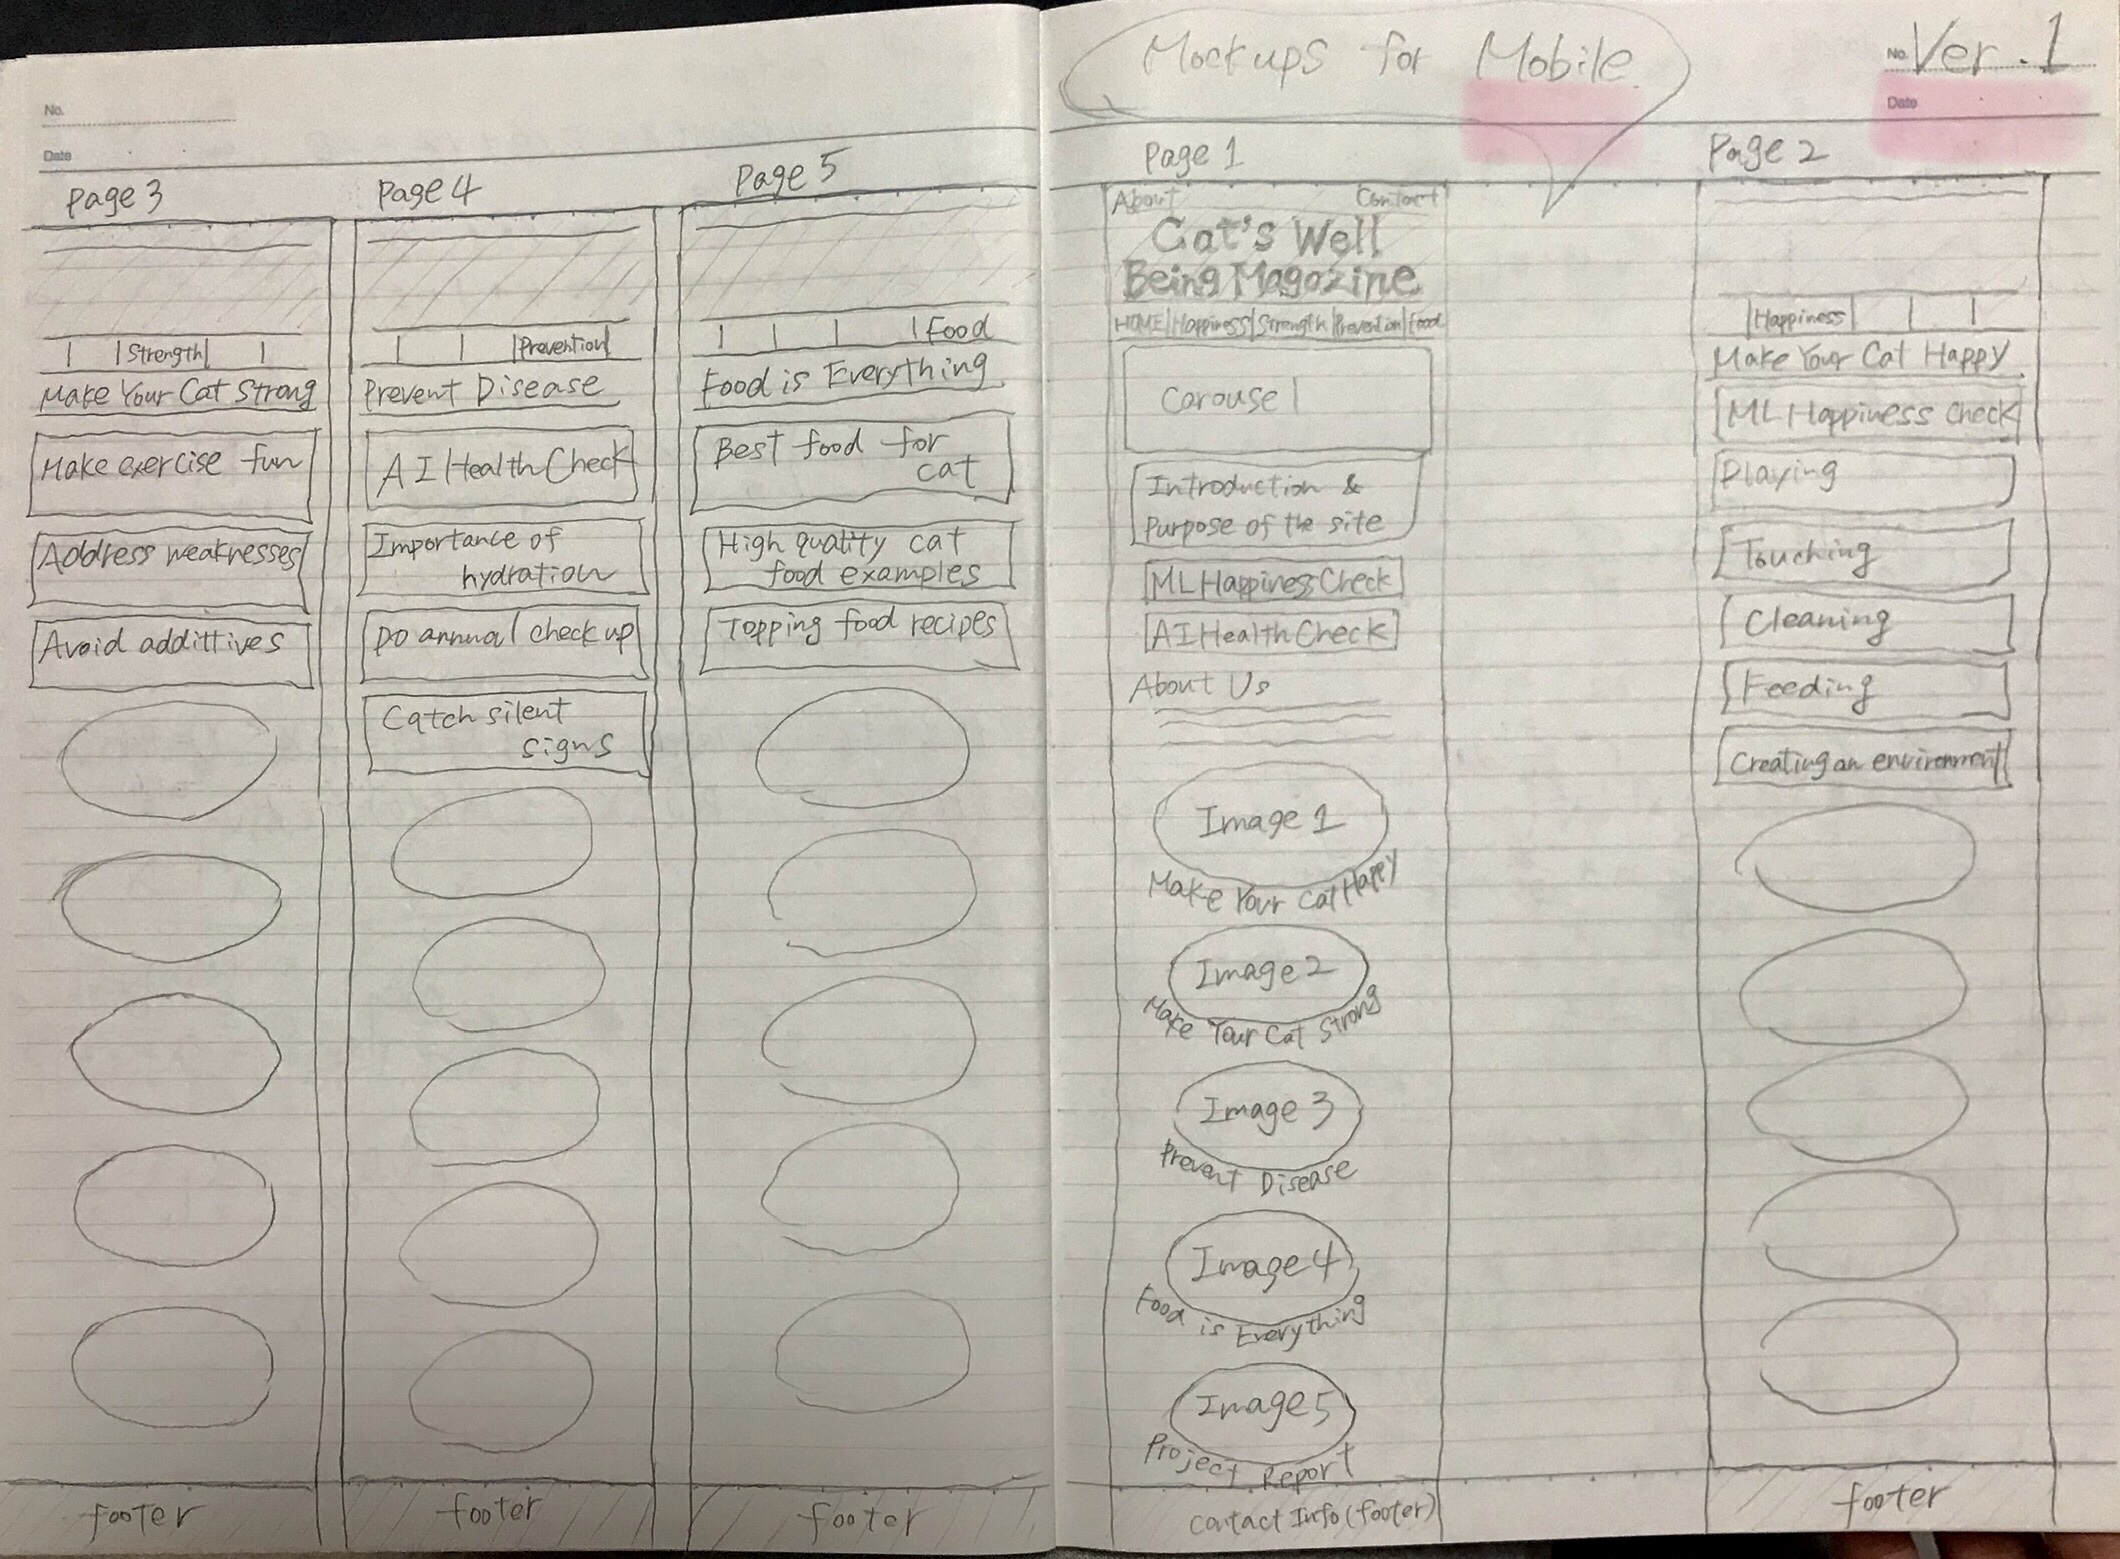 No.
Date
Page 3
Strength
Make Your Cat Strong
Make exercise fun
Address weaknesses
Avoid addittives
footer
Page 4
Prevention
Prevent Disease
AI Health Check
Importance of
hydration
Do annual check up
Catch silent
signs
footer
Page 5
Food
Food is Everything
Best food for
cat
High quality cat
food examples
Topping food recipes
footer
Mockups for Mobile
No. Ver. 1
Date
Page 1
About Contact
Cat's Well
Being Magazine
HOME Happiness Strength Prevention Food
Carousel
Introduction &
Purpose of the site
ML Happiness Check
AI Health Check
About Us
Image 1
Make Your Cat Happy
Image 2
Make Your Cat Strong
Image 3
Prevent Disease
Image 4
Food is Everything
Image 5
Project Report
Contact Info (footer)
Page 2
Happiness
Make Your Cat Happy
ML Happiness Check
Playing
Touching
Cleaning
Feeding
Creating an environment
footer